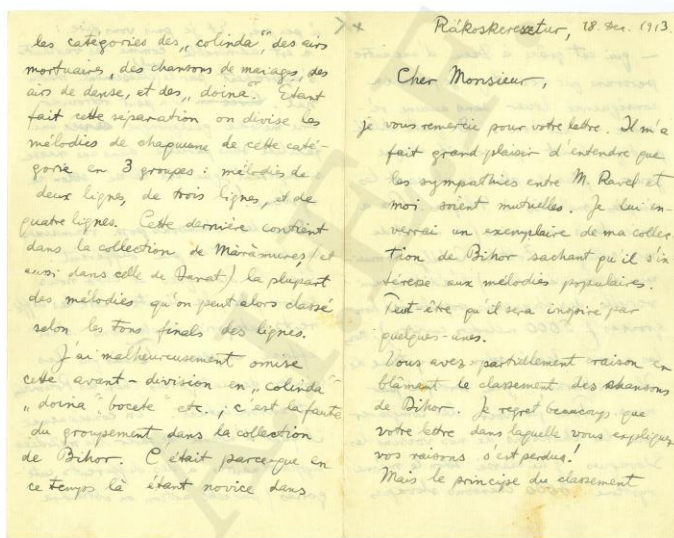 Rákoskeresztur, 18. dec. 1913.
Cher Monsieur,
je vous remercie pour votre lettre. Il m'a
fait grand plaisir d'entendre que
les sympathies entre M. Ravel et
moi soient mutuelles. Je lui en-
verrai un exemplaire de ma collec-
tion de Bihor sachant qu'il s'in
térese aux mélodies populaires.
Peut-être qu'il sera inspiré par
quelques-unes.
Vous avez partiellement raison en
blâment le classement des chansons
de Bihor. Je regret beaucoup que
votre lettre dans laquelle vous expliquez
vos raisons s'est perdue!
Mais le principe du classement
les catégories des „colinda", des airs
mortuaires, des chansons de mariages, des
airs de danse, et des „doina". Étant
fait cette séparation on divise les
mélodies de chaqune de cette caté-
gorie en 3 groupes: mélodies de
deux lignes, de trois lignes, et de
quatre lignes. Cette dernière contient
dans la collection de Máràmures, (et
aussi dans celle de Banat) la plupart
des mélodies qu'on peut alors classé
selon les tons finals des lignes.
J'ai malheureusement omise
cette avant-division en „colinda"
„doina", bocete etc.; c'est la faute
du groupement dans la collection
de Bihor. C'était parceque en
ce temps là étant novice dans